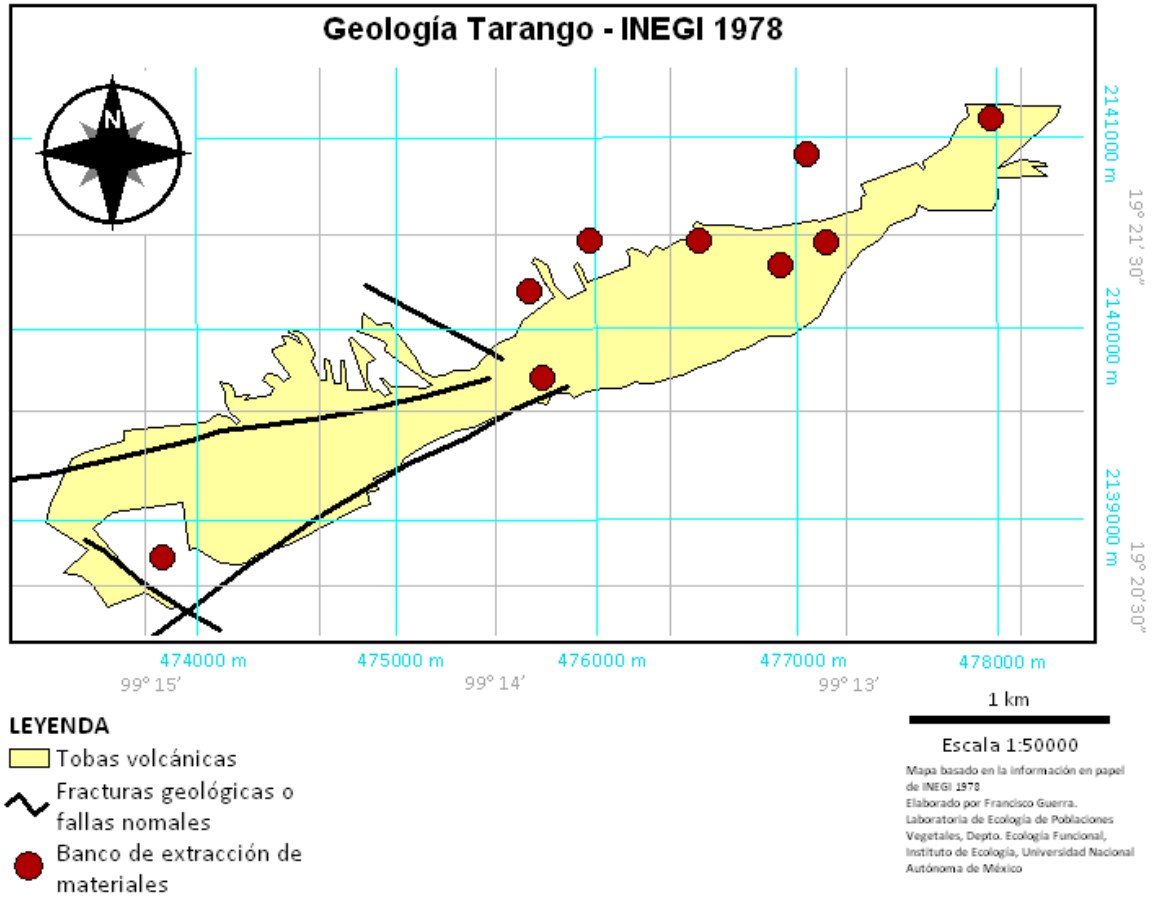 Geología Tarango - INEGI 1978
N
2141000 m
19° 21' 30"
2140000 m
2139000 m
19° 20'30"
474000 m
475000 m
476000 m
477000 m
478000 m
99° 15'
99° 14'
99° 13'
1 km
Escala 1:50000
LEYENDA
Tobas volcánicas
Fracturas geológicas o
fallas nomales
Banco de extracción de
materiales
Mapa basado en la información en papel
de INEGI 1978
Elaborado por Francisco Guerra.
Laboratoria de Ecología de Poblaciones
Vegetales, Depto. Ecología Funcional,
Instituto de Ecología, Universidad Nacional
Autónoma de México